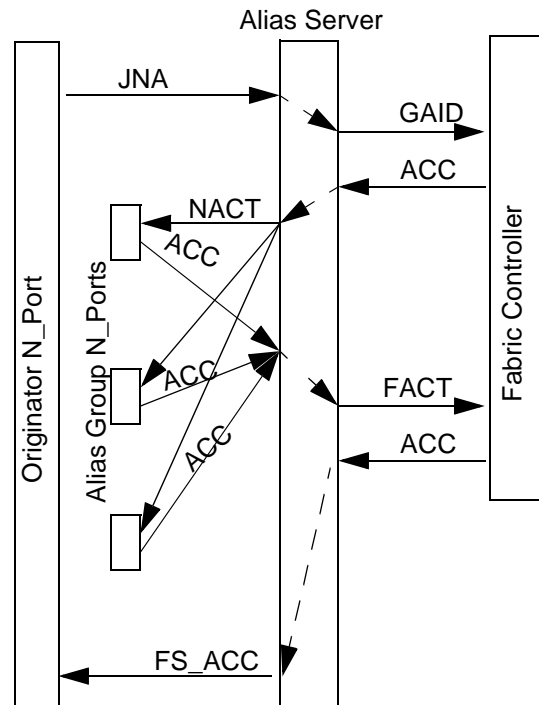 Alias Server
JNA
GAID
ACC
NACT
ACC
ACC
ACC
FACT
ACC
FS_ACC
Originator N_Port
Alias Group N_Ports
Fabric Controller